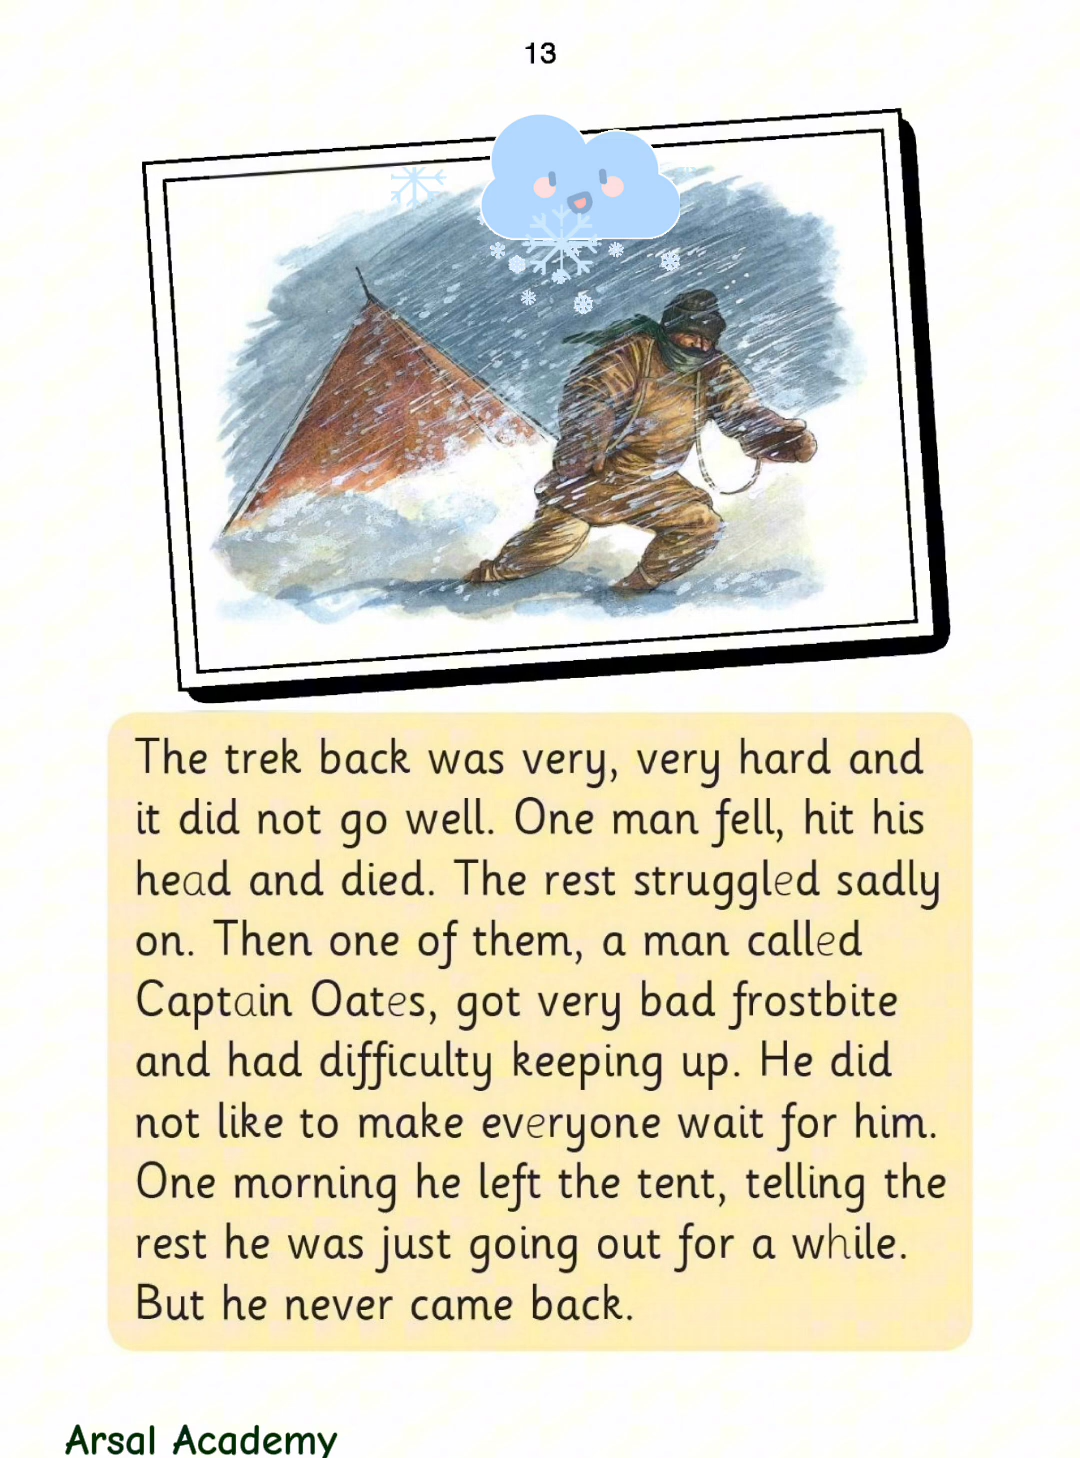 13
The trek back was very, very hard and
it did not go well. One man fell, hit his
head and died. The rest struggled sadly
on. Then one of them, a man called
Captain Oates, got very bad frostbite
and had difficulty keeping up. He did
not like to make everyone wait for him.
One morning he left the tent, telling the
rest he was just going out for a while.
But he never came back.
Arsal Academy